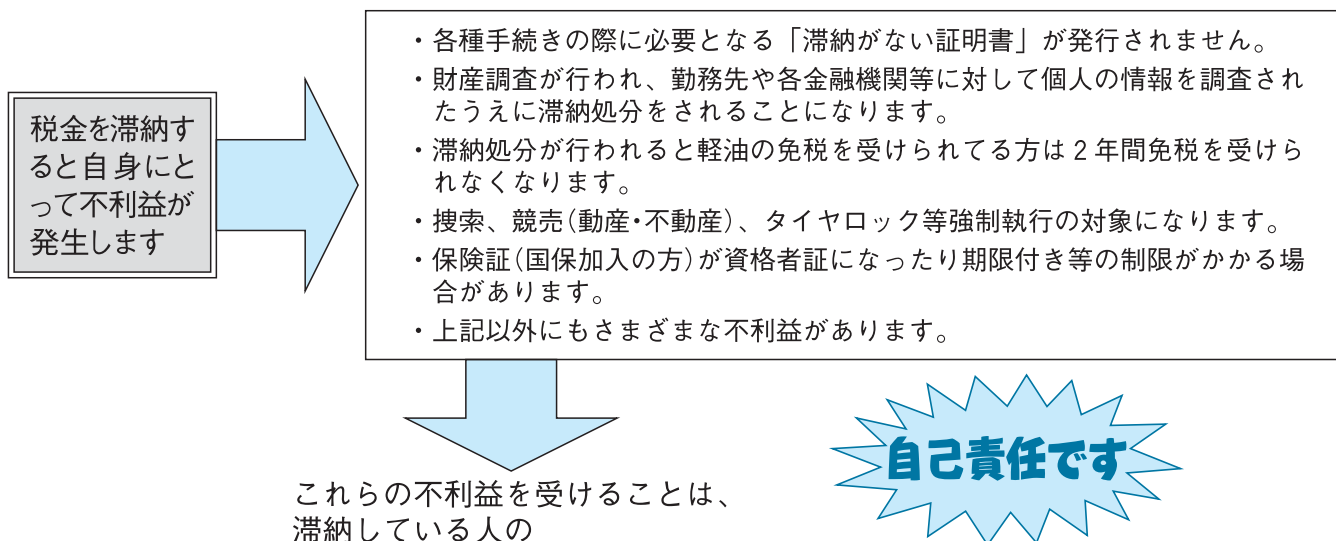 税金を滞納す
ると自身にと
って不利益が
発生します
・各種手続きの際に必要となる「滞納がない証明書」が発行されません。
・財産調査が行われ、勤務先や各金融機関等に対して個人の情報を調査され
たうえに滞納処分をされることになります。
・滞納処分が行われると軽油の免税を受けられてる方は2年間免税を受けら
れなくなります。
・捜索、競売(動産・不動産)、タイヤロック等強制執行の対象になります。
・保険証(国保加入の方)が資格者証になったり期限付き等の制限がかかる場
合があります。
・上記以外にもさまざまな不利益があります。
これらの不利益を受けることは、
滞納している人の
自己責任です